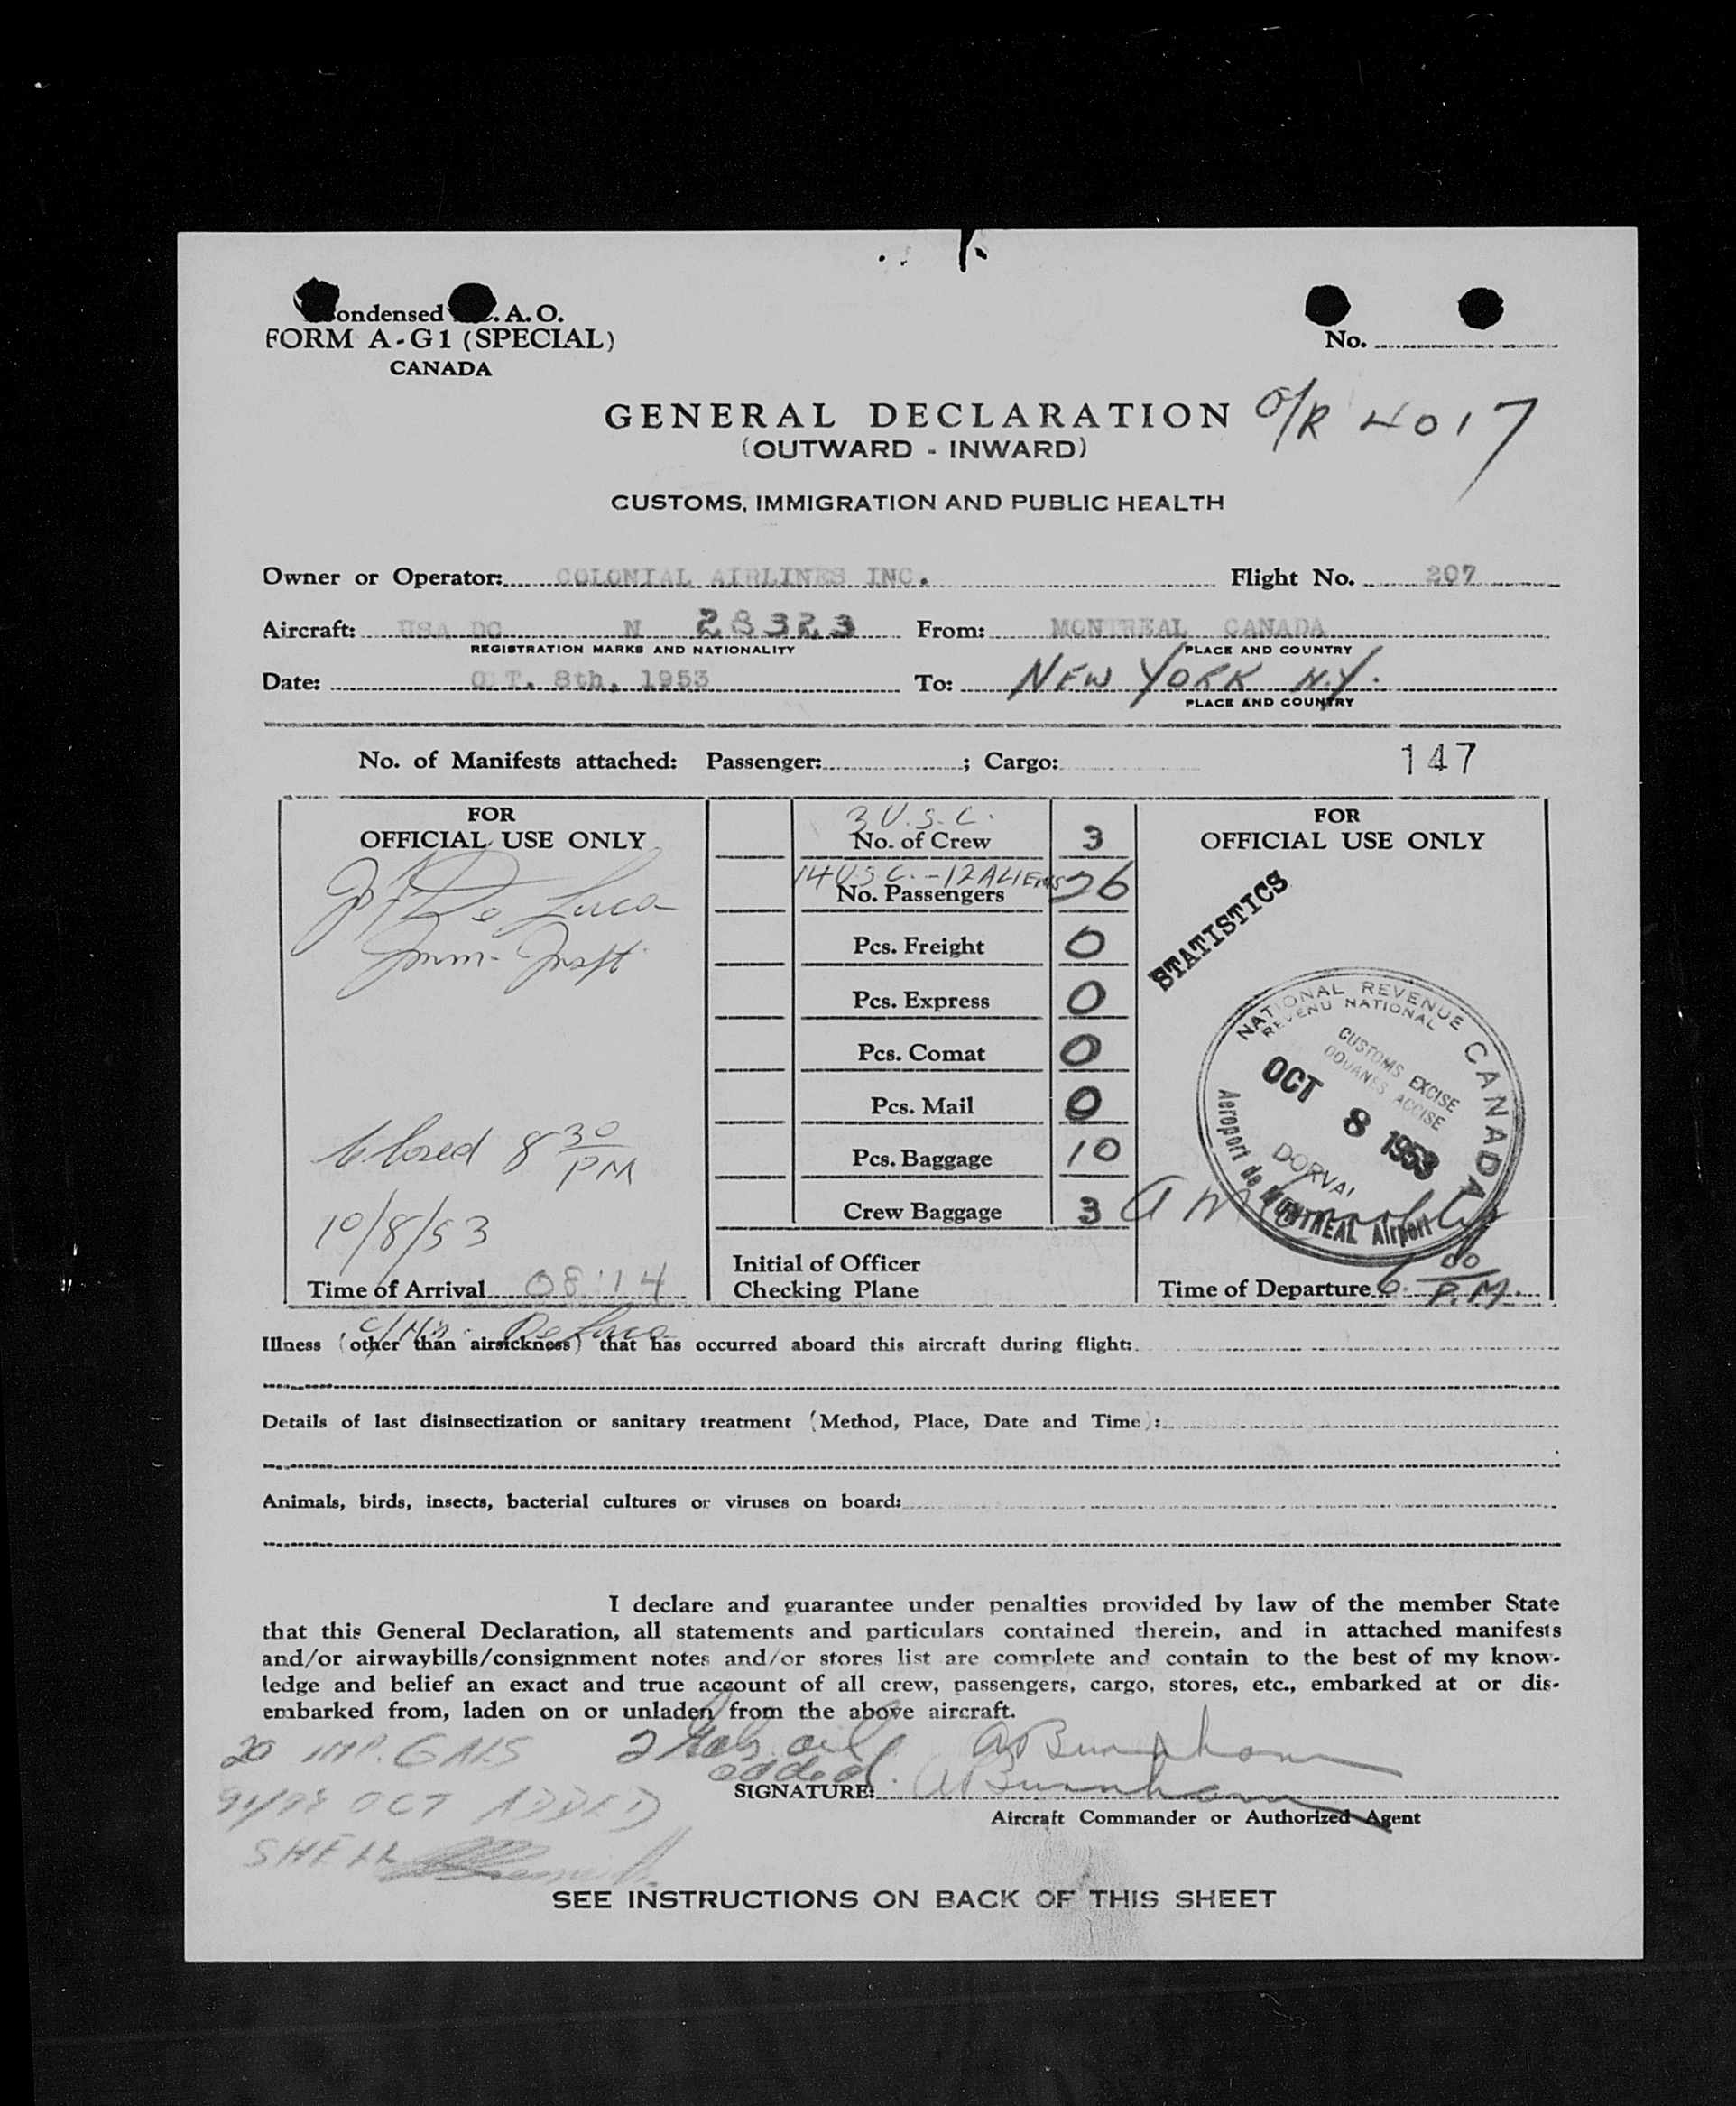 ondensed . A. O.
FORM A-G1 (SPECIAL)
CANADA
No.
GENERAL DECLARATION O/R 4017
(OUTWARD - INWARD)
CUSTOMS, IMMIGRATION AND PUBLIC HEALTH
Owner or Operator: COLONIAL AIRLINES INC. Flight No. 207
Aircraft: USA DC N 28323 From: MONTREAL CANADA
REGISTRATION MARKS AND NATIONALITY PLACE AND COUNTRY
Date: OCT. 8th, 1953 To: NEW YORK N.Y.
PLACE AND COUNTRY
No. of Manifests attached: Passenger: ; Cargo: 147
FOR
OFFICIAL USE ONLY
De Luca
Imm. Inspt.
Closed 8 30 PM
10/8/53
Time of Arrival 08:14
De Luca
3 U.S.C.
No. of Crew 3
14 U.S.C. - 12 ALIENS
No. Passengers 26
Pcs. Freight 0
Pcs. Express 0
Pcs. Comat 0
Pcs. Mail 0
Pcs. Baggage 10
Crew Baggage 3
Initial of Officer
Checking Plane
FOR
OFFICIAL USE ONLY
STATISTICS
NATIONAL REVENUE CANADA
REVENU NATIONAL
CUSTOMS EXCISE
DOUANES ACCISE
OCT 8 1953
DORVAL
Aeroport de MONTREAL Airport
Time of Departure 6.00 P.M.
Illness (other than airsickness) that has occurred aboard this aircraft during flight:
Details of last disinsectization or sanitary treatment (Method, Place, Date and Time):
Animals, birds, insects, bacterial cultures or viruses on board:
I declare and guarantee under penalties provided by law of the member State
that this General Declaration, all statements and particulars contained therein, and in attached manifests
and/or airwaybills/consignment notes and/or stores list are complete and contain to the best of my know-
ledge and belief an exact and true account of all crew, passengers, cargo, stores, etc., embarked at or dis-
embarked from, laden on or unladen from the above aircraft.
20 IMP. GALS 2 Gals. oil A Burnham
added.
SIGNATURE: A Burnham
91/98 OCT ADDED
Aircraft Commander or Authorized Agent
SHELL
SEE INSTRUCTIONS ON BACK OF THIS SHEET